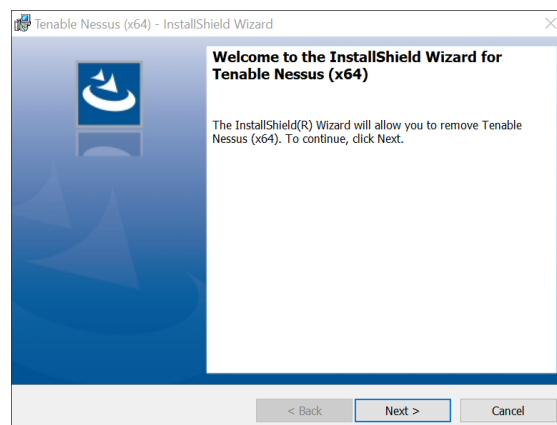 Tenable Nessus (x64) - InstallShield Wizard
Welcome to the InstallShield Wizard for
Tenable Nessus (x64)
The InstallShield(R) Wizard will allow you to remove Tenable
Nessus (x64). To continue, click Next.
< Back
Next >
Cancel